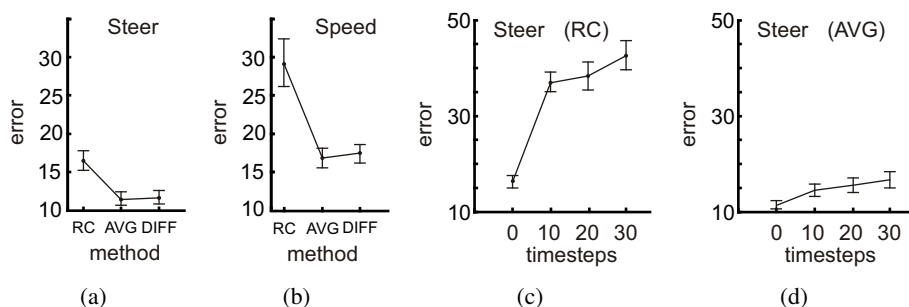 Steer
error
30
25
20
15
10
RC AVG DIFF
method
(a)
Speed
error
30
25
20
15
10
RC AVG DIFF
method
(b)
Steer (RC)
error
50
30
10
0 10 20 30
timesteps
(c)
Steer (AVG)
error
50
30
10
0 10 20 30
timesteps
(d)